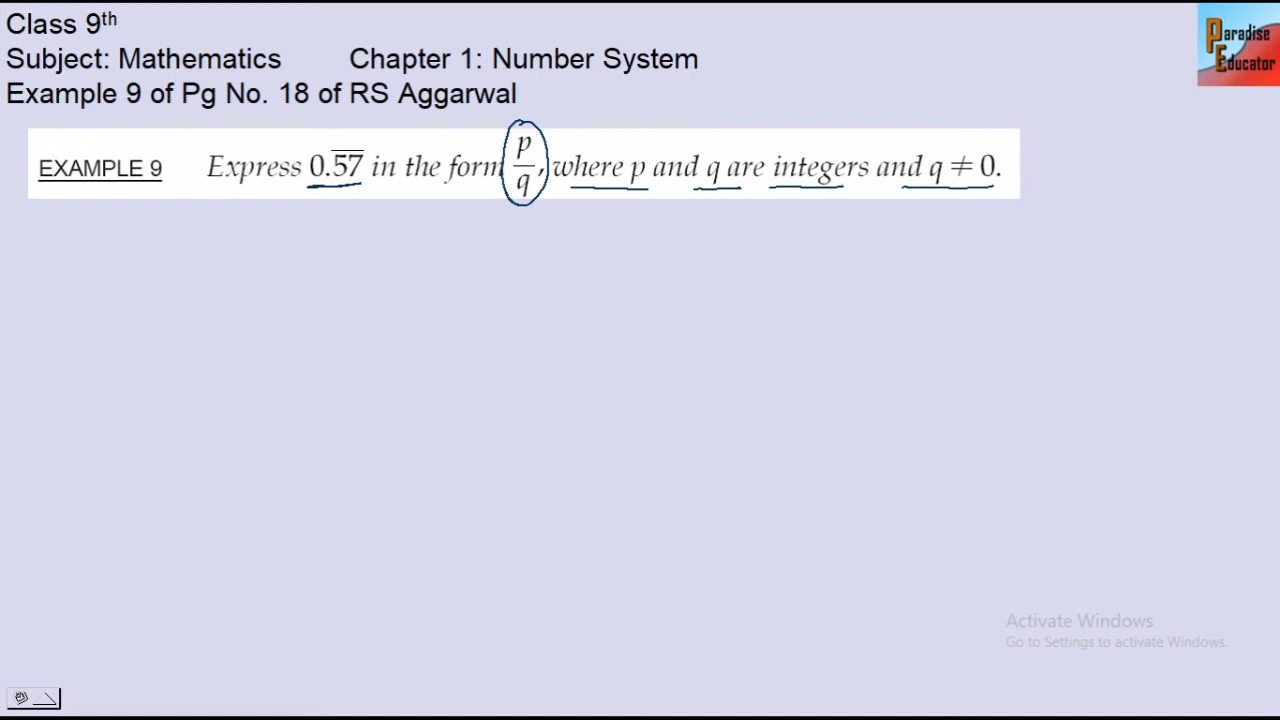 Class 9th
Subject: Mathematics Chapter 1: Number System
Example 9 of Pg No. 18 of RS Aggarwal
Paradise
Educator
EXAMPLE 9 Express 0.5̅7̅ in the form p/q, where p and q are integers and q ≠ 0.
Activate Windows
Go to Settings to activate Windows.